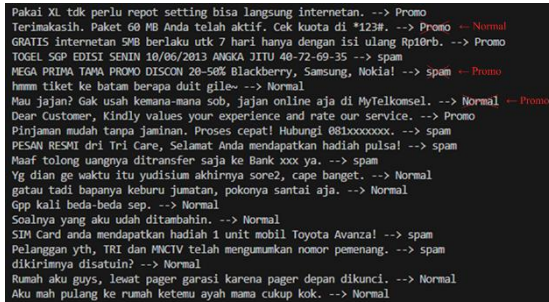 Pakai XL tdk perlu repot setting bisa langsung internetan. --> Promo
Terimakasih. Paket 60 MB Anda telah aktif. Cek kuota di *123#. --> Promo ← Normal
GRATIS internetan 5MB berlaku utk 7 hari hanya dengan isi ulang Rp10rb. --> Promo
TOGEL SGP EDISI SENIN 10/06/2013 ANGKA JITU 40-72-69-35 --> spam
MEGA PRIMA TAMA PROMO DISCON 20-50% Blackberry, Samsung, Nokia! --> spam ← Promo
hmmm tiket ke batam berapa duit gile~ --> Normal
Mau jajan? Gak usah kemana-mana sob, jajan online aja di MyTelkomsel. --> Normal ← Promo
Dear Customer, Kindly values your experience and rate our service. --> Promo
Pinjaman mudah tanpa jaminan. Proses cepat! Hubungi 081xxxxxxx. --> spam
PESAN RESMI dri Tri Care, Selamat Anda mendapatkan hadiah pulsa! --> spam
Maaf tolong uangnya ditransfer saja ke Bank xxx ya. --> spam
Yg dian ge waktu itu yudisium akhirnya sore2, cape banget. --> Normal
gatau tadi bapanya keburu jumatan, pokonya santai aja. --> Normal
Gpp kali beda-beda sep. --> Normal
Soalnya yang aku udah ditambahin. --> Normal
SIM Card anda mendapatkan hadiah 1 unit mobil Toyota Avanza! --> spam
Pelanggan yth, TRI dan MNCTV telah mengumumkan nomor pemenang. --> spam
dikirimnya disatuin? --> Normal
Rumah aku guys, lewat pager garasi karena pager depan dikunci. --> Normal
Aku mah pulang ke rumah ketemu ayah mama cukup kok. --> Normal